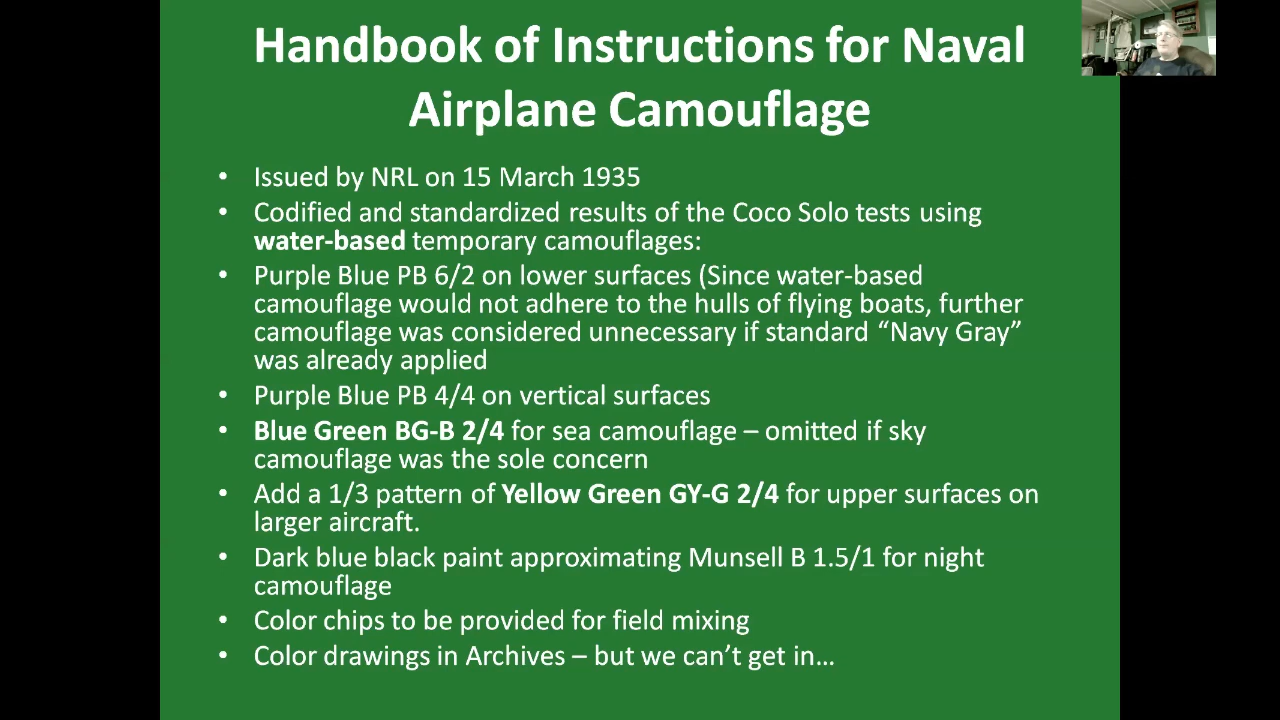 Handbook of Instructions for Naval
Airplane Camouflage
• Issued by NRL on 15 March 1935
• Codified and standardized results of the Coco Solo tests using
water-based temporary camouflages:
• Purple Blue PB 6/2 on lower surfaces (Since water-based
camouflage would not adhere to the hulls of flying boats, further
camouflage was considered unnecessary if standard “Navy Gray”
was already applied
• Purple Blue PB 4/4 on vertical surfaces
• Blue Green BG-B 2/4 for sea camouflage – omitted if sky
camouflage was the sole concern
• Add a 1/3 pattern of Yellow Green GY-G 2/4 for upper surfaces on
larger aircraft.
• Dark blue black paint approximating Munsell B 1.5/1 for night
camouflage
• Color chips to be provided for field mixing
• Color drawings in Archives – but we can’t get in…